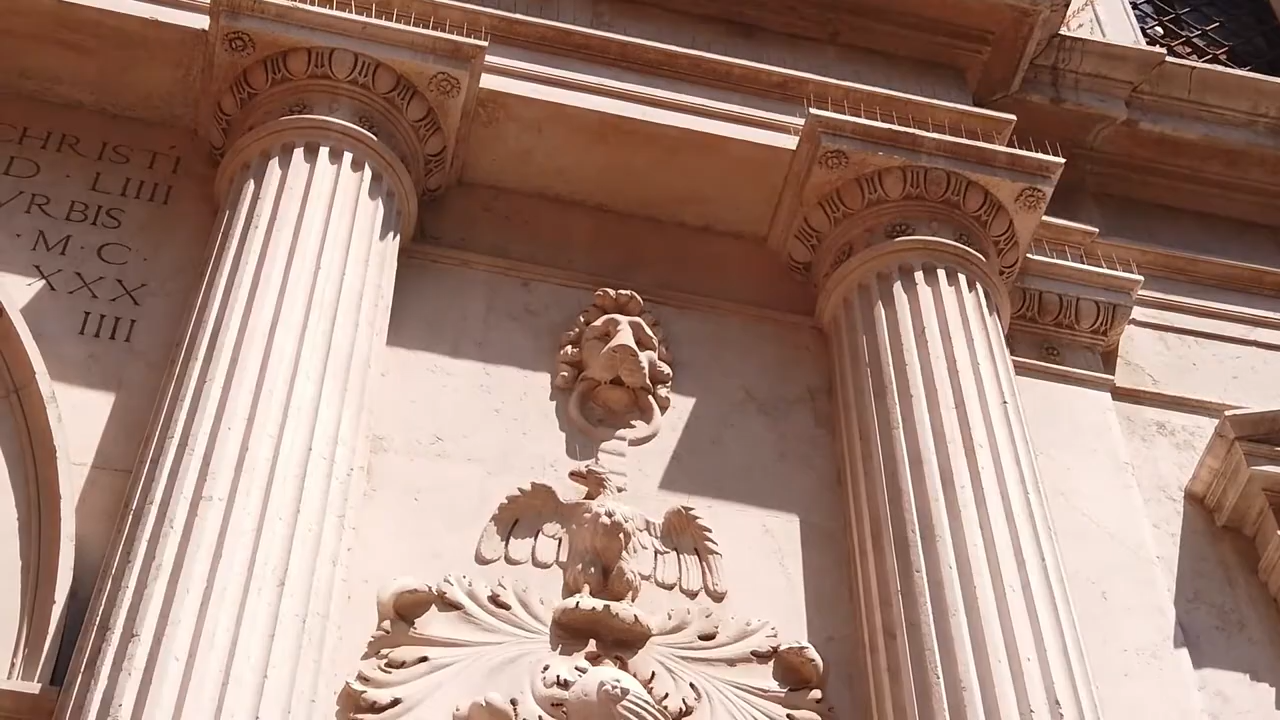 CHRISTI
D · LIIII
VRBIS
· M · C ·
XXX
IIII